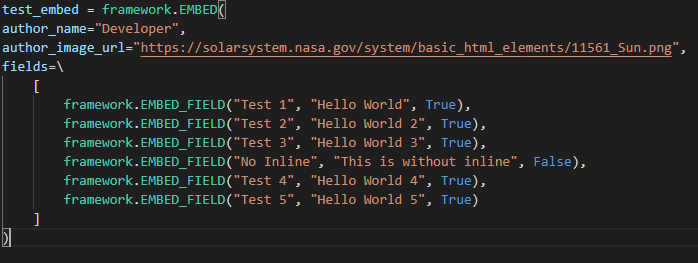 test_embed = framework.EMBED(
author_name="Developer",
author_image_url="https://solarsystem.nasa.gov/system/basic_html_elements/11561_Sun.png",
fields=\
    [
        framework.EMBED_FIELD("Test 1", "Hello World", True),
        framework.EMBED_FIELD("Test 2", "Hello World 2", True),
        framework.EMBED_FIELD("Test 3", "Hello World 3", True),
        framework.EMBED_FIELD("No Inline", "This is without inline", False),
        framework.EMBED_FIELD("Test 4", "Hello World 4", True),
        framework.EMBED_FIELD("Test 5", "Hello World 5", True)
    ]
)